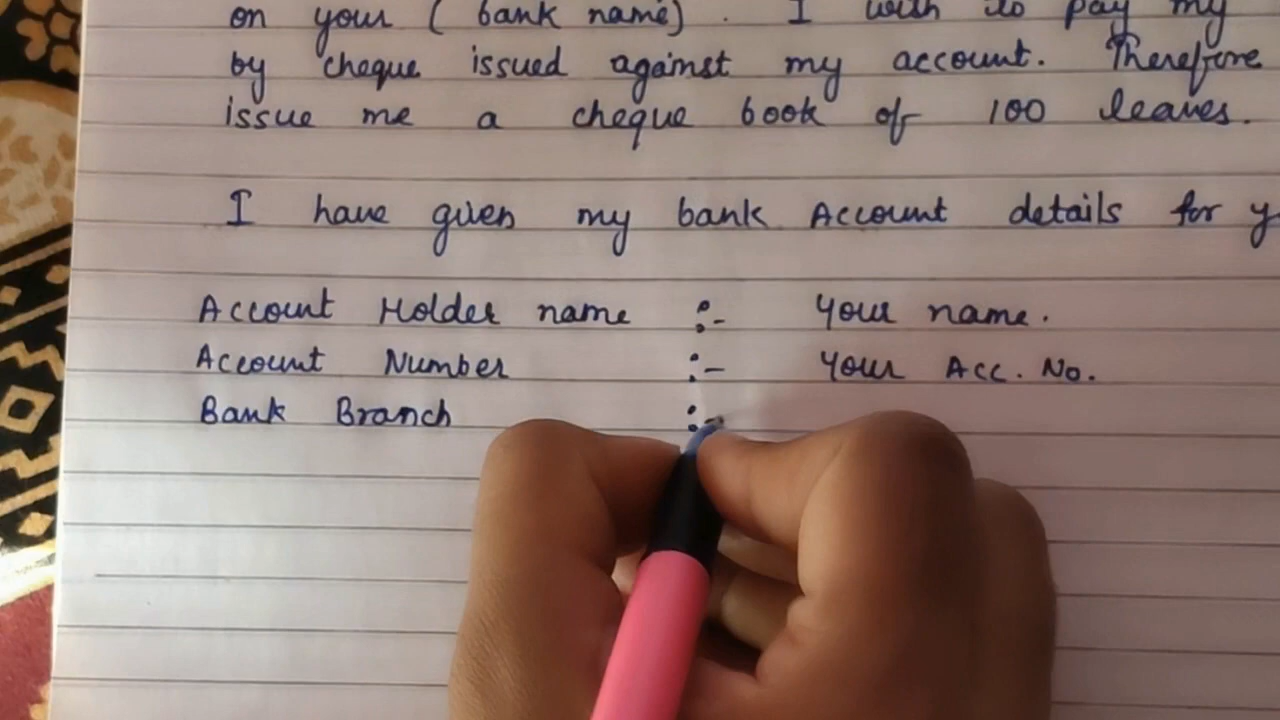 on your ( bank name) . I with to pay my
by cheque issued against my account. Therefore
issue me a cheque book of 100 leaves.
I have given my bank Account details for y
Account Holder name :- Your name.
Account Number :- Your Acc. No.
Bank Branch :-